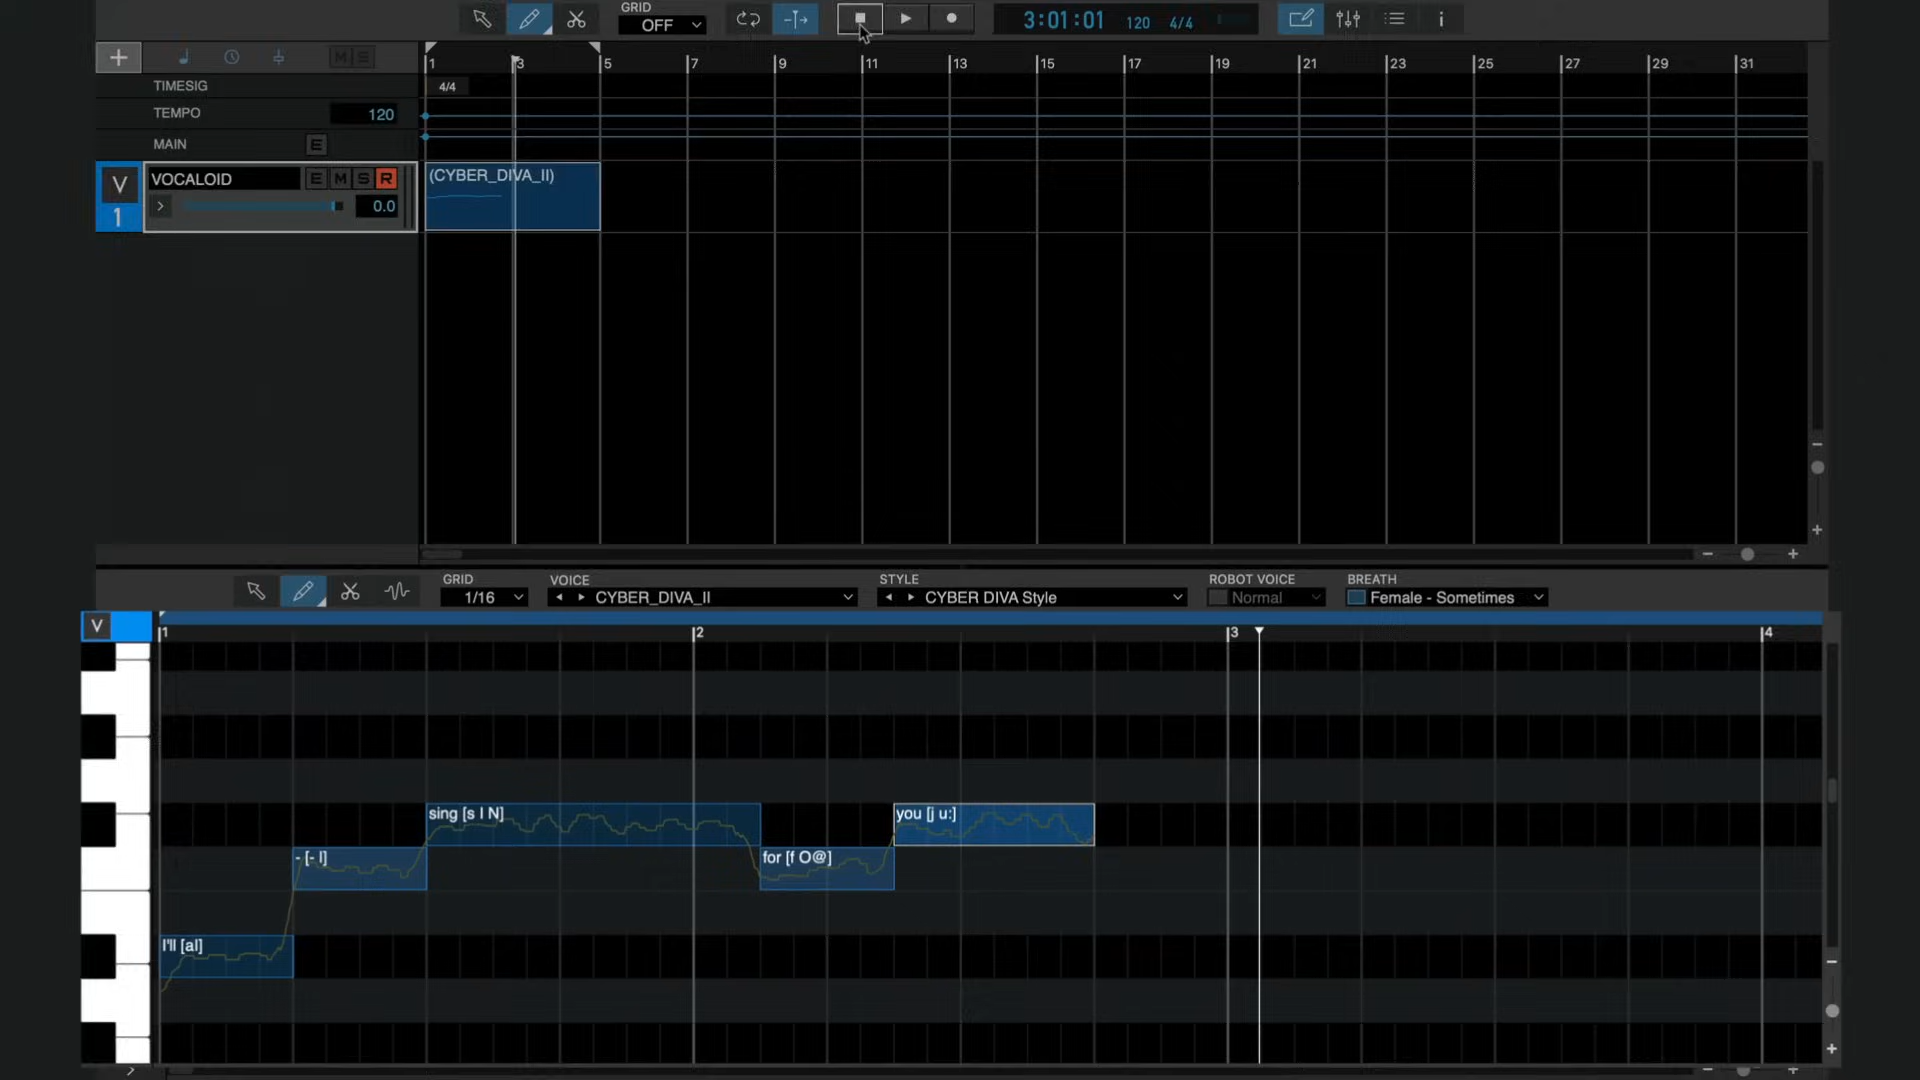 GRID
OFF
3:01:01 120 4/4
i
M S
1 3 5 7 9 11 13 15 17 19 21 23 25 27 29 31
TIMESIG 4/4
TEMPO 120
MAIN E
V VOCALOID E M S R
1 > 0.0
(CYBER_DIVA_II)
GRID VOICE STYLE ROBOT VOICE BREATH
1/16 CYBER_DIVA_II CYBER DIVA Style Normal Female - Sometimes
V
1 2 3 4
sing [s I N] you [j u:]
- [- l] for [f O@]
I'll [aI]